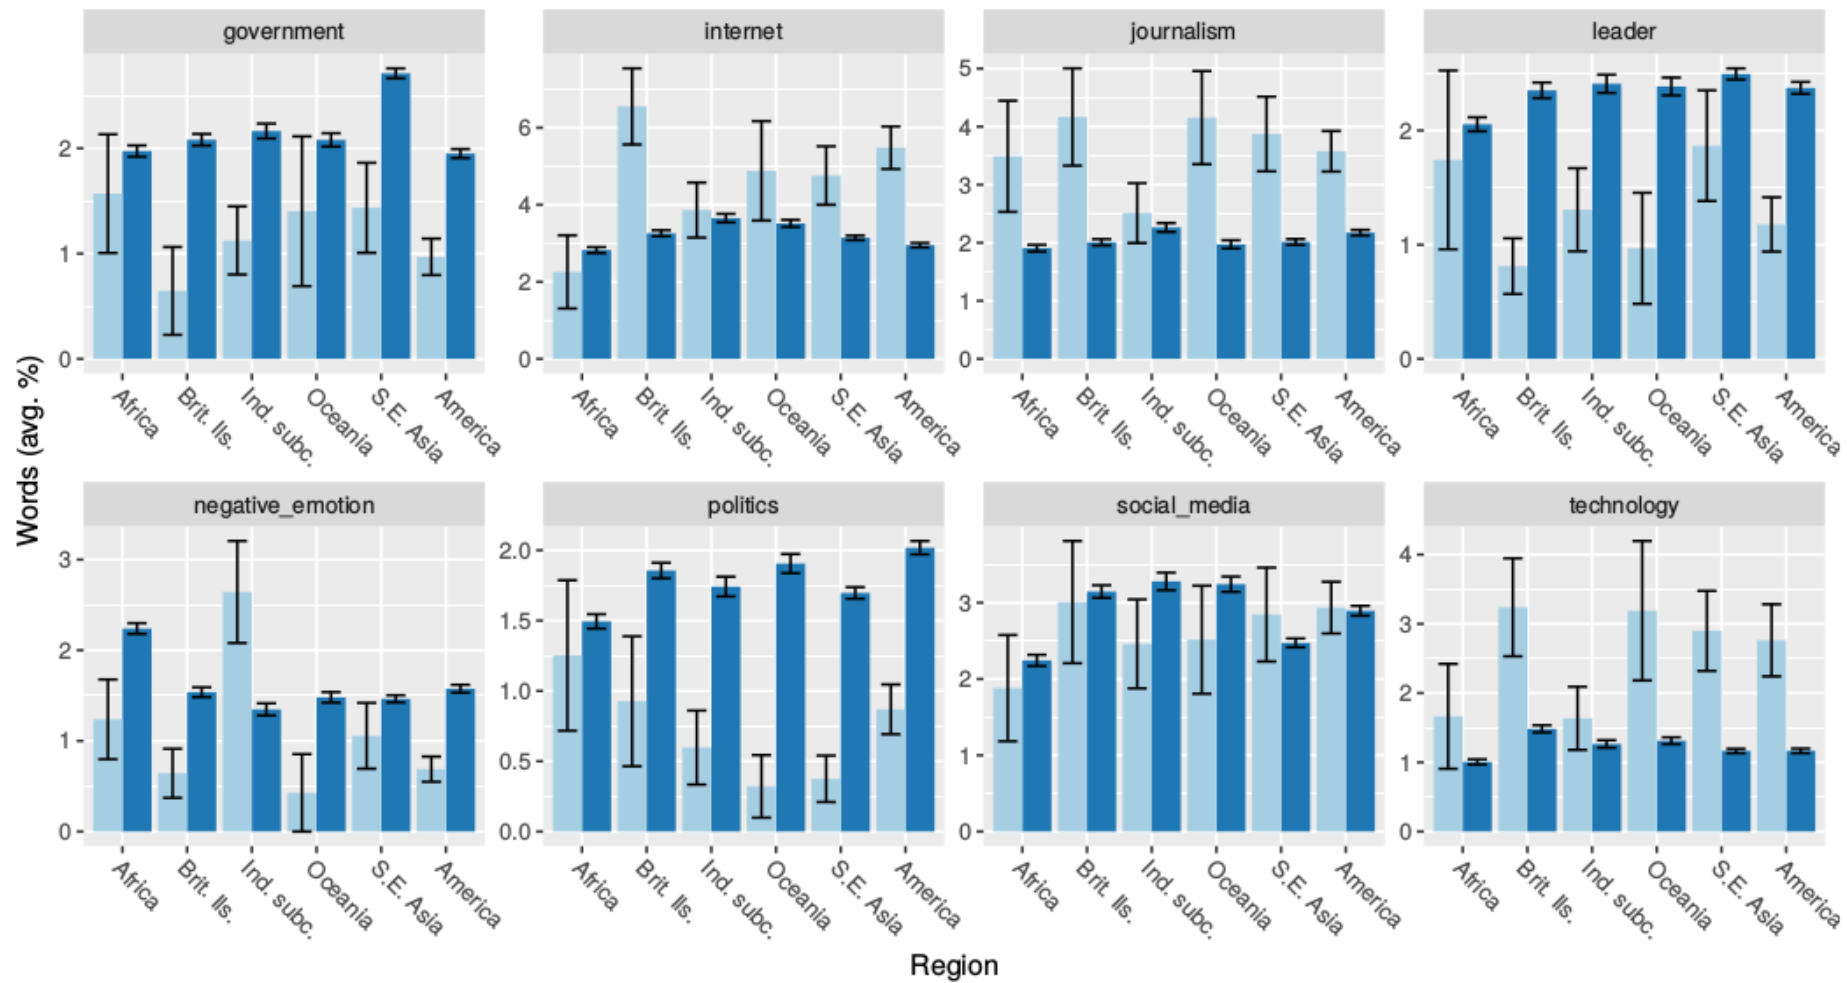 government internet journalism leader
2
1
0
6
4
2
0
5
4
3
2
1
0
2
1
0
Africa Brit. Ils. Ind. subc. Oceania S.E. Asia America
Africa Brit. Ils. Ind. subc. Oceania S.E. Asia America
Africa Brit. Ils. Ind. subc. Oceania S.E. Asia America
Africa Brit. Ils. Ind. subc. Oceania S.E. Asia America
Words (avg. %)
negative_emotion politics social_media technology
3
2
1
0
2.0
1.5
1.0
0.5
0.0
3
2
1
0
4
3
2
1
0
Africa Brit. Ils. Ind. subc. Oceania S.E. Asia America
Africa Brit. Ils. Ind. subc. Oceania S.E. Asia America
Africa Brit. Ils. Ind. subc. Oceania S.E. Asia America
Africa Brit. Ils. Ind. subc. Oceania S.E. Asia America
Region